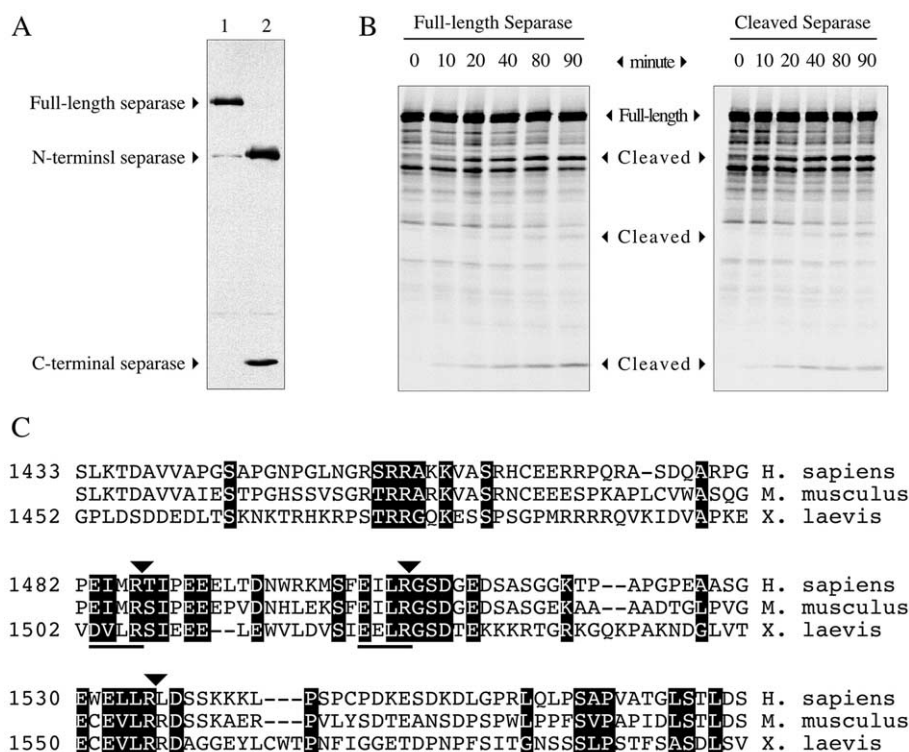 A
1 2
Full-length separase
N-terminsl separase
C-terminal separase
B
Full-length Separase
0 10 20 40 80 90
minute
Cleaved Separase
0 10 20 40 80 90
Full-length
Cleaved
Cleaved
Cleaved
C
1433 SLKTDAVVAPGSAPGNPGLNGRSRRAKKVASRHCEERRPQRA-SDQARPG H. sapiens
SLKTDAVVAIESTPGHSSVSGRTRRARKVASRNCEEESPKAPLCVWASQG M. musculus
1452 GPLDSDDEDLTSKNKTRHKRPSTRRGQKESSPSGPMRRRRQVKIDVAPKE X. laevis
1482 PEIMRTIPEEELTDNWRKMSFEILRGSDGEDSASGGKTP--APGPEAASG H. sapiens
PEIMRSIPEEEPVDNHLEKSFEILRGSDGEDSASGEKAA--AADTGLPVG M. musculus
1502 VDVLRSIEEE--LEWVLDVSIEELRGSDTEKKKRTGRKGQKPAKNDGLVT X. laevis
1530 EWELLRLDSSKKKL---PSPCPDKESDKDLGPRLQLPSAPVATGLSTLDS H. sapiens
ECEVLRRDSSKAER---PVLYSDTEANSDPSPWLPPFSVPAPIDLSTLDS M. musculus
1550 ECEVLRRDAGGEYLCWTPNFIGGETDPNPFSITGNSSSLPSTFSASDLSV X. laevis